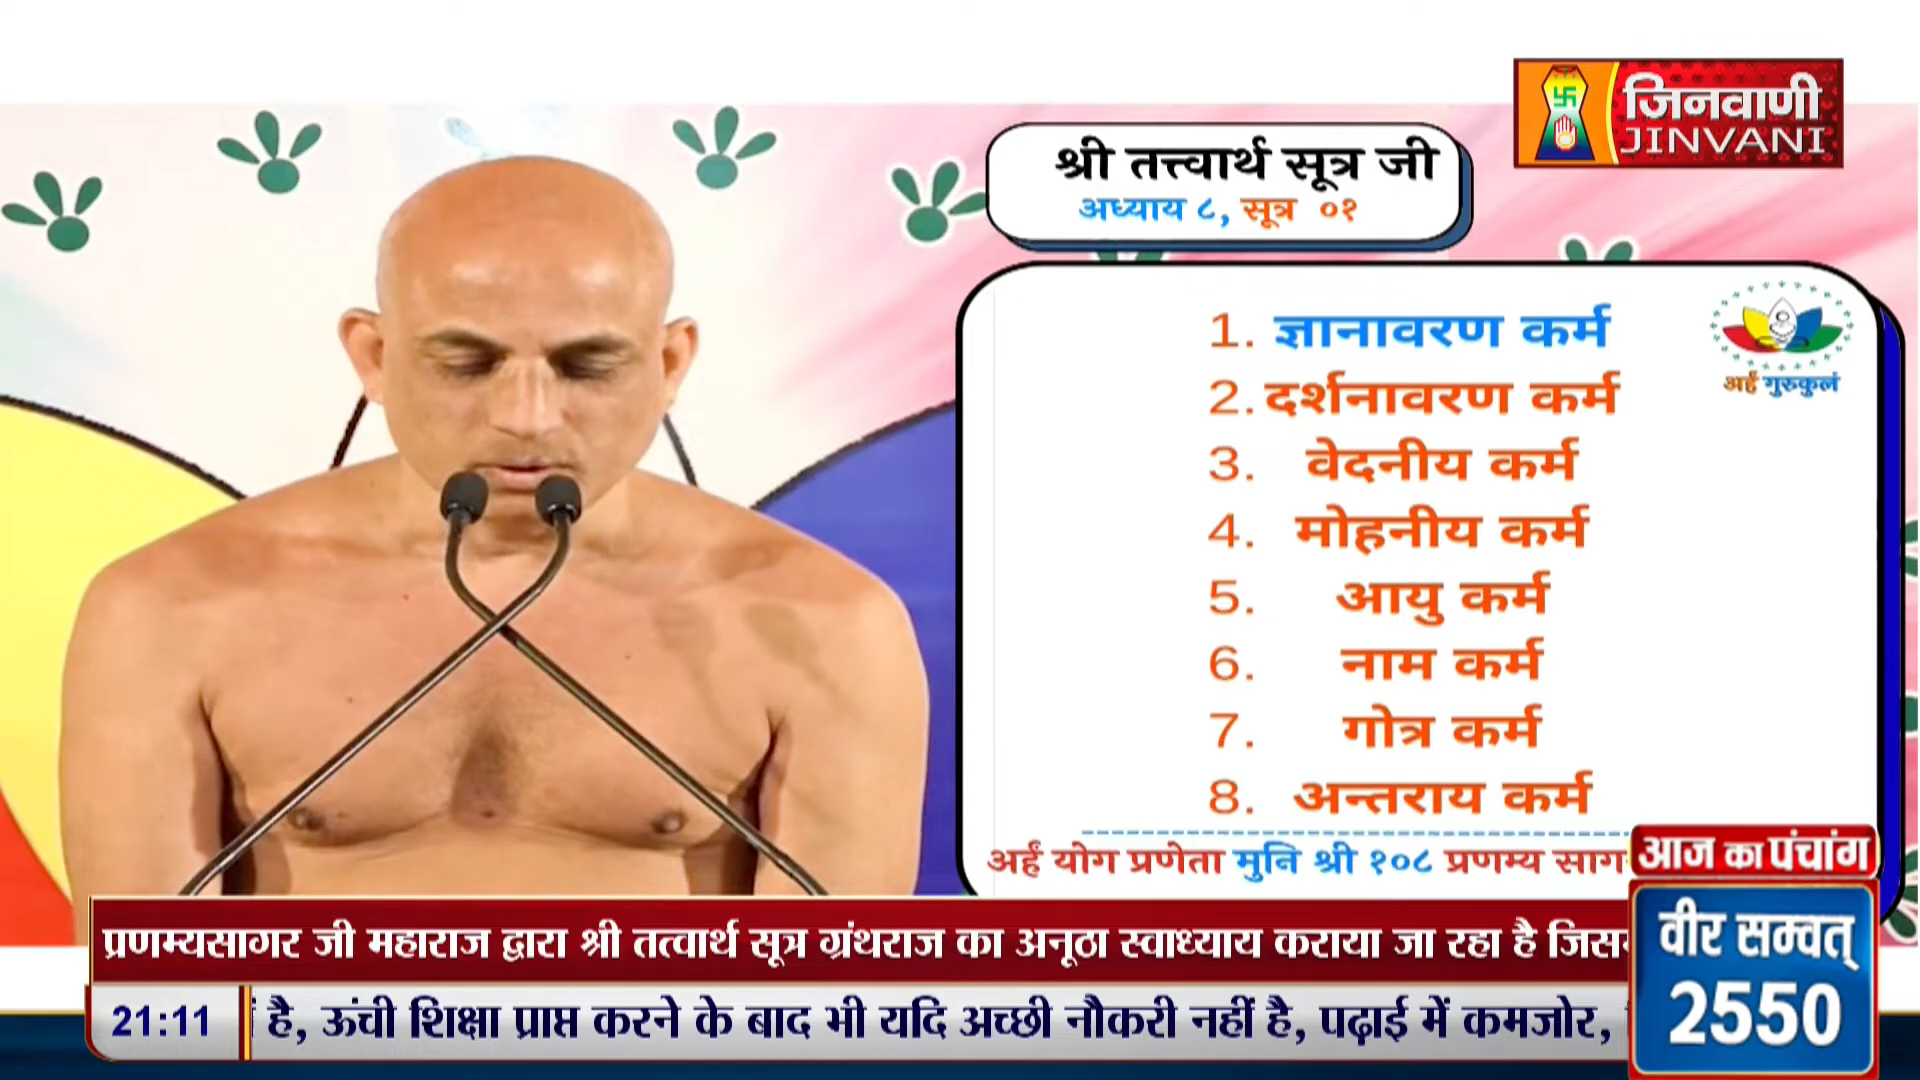 जिनवाणी
JINVANI
श्री तत्त्वार्थ सूत्र जी
अध्याय ८, सूत्र ०१
1. ज्ञानावरण कर्म
2. दर्शनावरण कर्म
3. वेदनीय कर्म
4. मोहनीय कर्म
5. आयु कर्म
6. नाम कर्म
7. गोत्र कर्म
8. अन्तराय कर्म
अर्हं गुरुकुलं
अर्हं योग प्रणेता मुनि श्री १०८ प्रणम्य साग
आज का पंचांग
वीर सम्वत्
2550
प्रणम्यसागर जी महाराज द्वारा श्री तत्वार्थ सूत्र ग्रंथराज का अनूठा स्वाध्याय कराया जा रहा है
21:11 है, ऊंची शिक्षा प्राप्त करने के बाद भी यदि अच्छी नौकरी नहीं है, पढ़ाई में कमजोर,